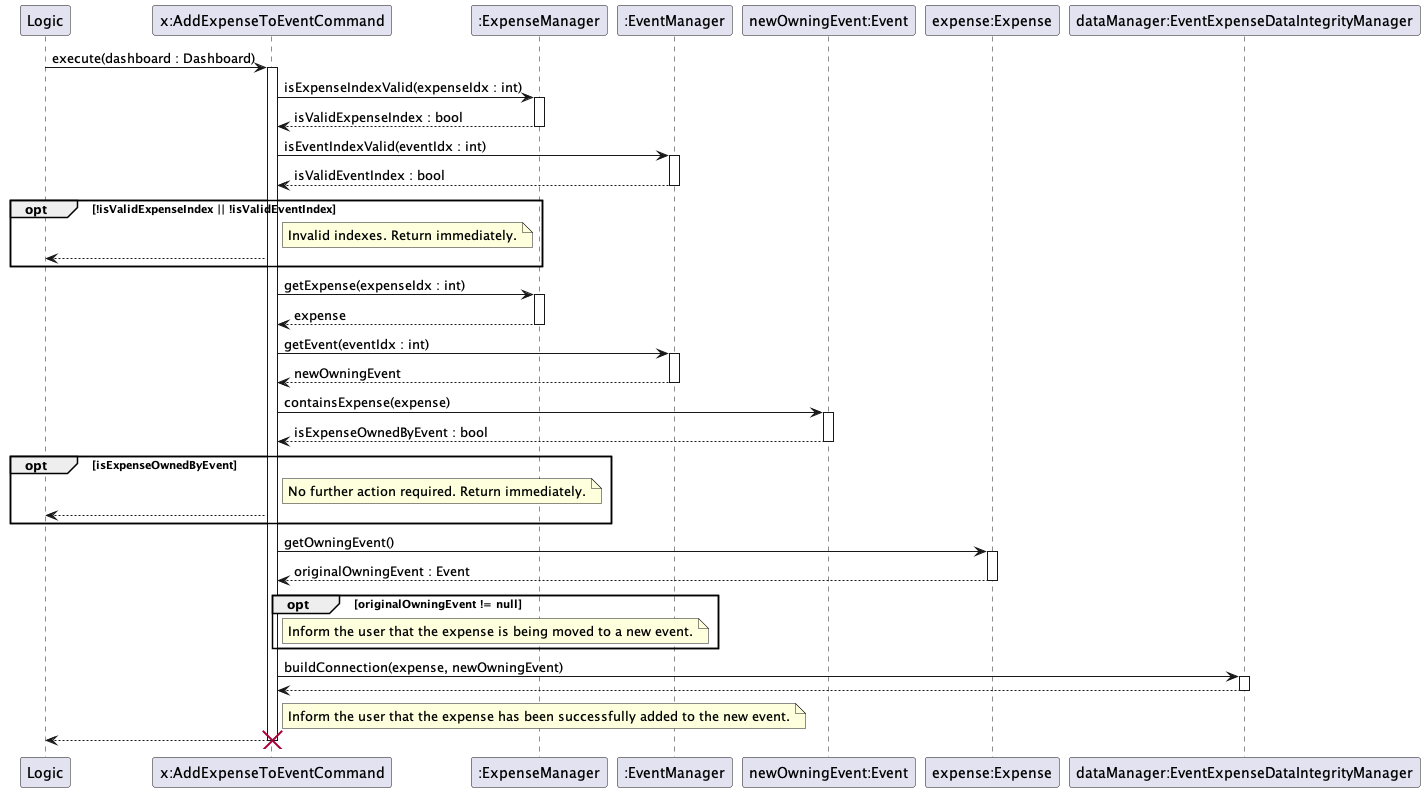 Logic
x:AddExpenseToEventCommand
:ExpenseManager
:EventManager
newOwningEvent:Event
expense:Expense
dataManager:EventExpenseDataIntegrityManager
execute(dashboard : Dashboard)
isExpenseIndexValid(expenseIdx : int)
isValidExpenseIndex : bool
isEventIndexValid(eventIdx : int)
isValidEventIndex : bool
opt
[!isValidExpenseIndex || !isValidEventIndex]
Invalid indexes. Return immediately.
getExpense(expenseIdx : int)
expense
getEvent(eventIdx : int)
newOwningEvent
containsExpense(expense)
isExpenseOwnedByEvent : bool
opt
[isExpenseOwnedByEvent]
No further action required. Return immediately.
getOwningEvent()
originalOwningEvent : Event
opt
[originalOwningEvent != null]
Inform the user that the expense is being moved to a new event.
buildConnection(expense, newOwningEvent)
Inform the user that the expense has been successfully added to the new event.
Logic
x:AddExpenseToEventCommand
:ExpenseManager
:EventManager
newOwningEvent:Event
expense:Expense
dataManager:EventExpenseDataIntegrityManager